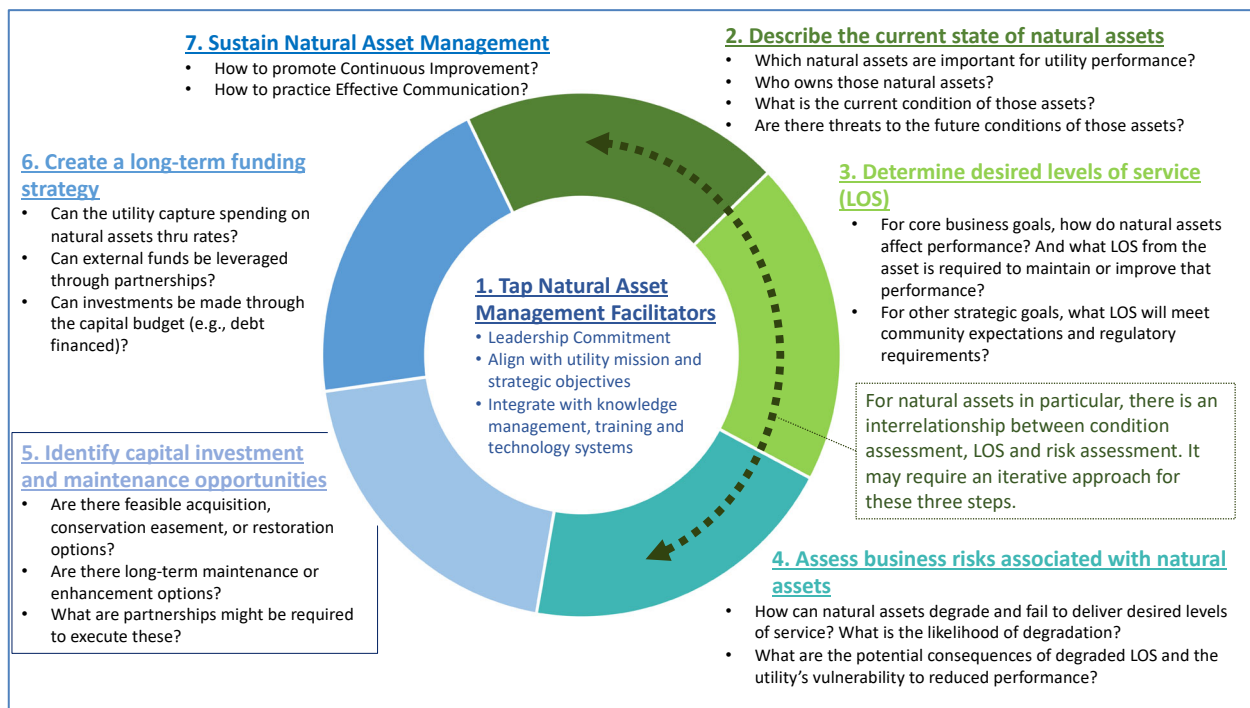 7. Sustain Natural Asset Management
• How to promote Continuous Improvement?
• How to practice Effective Communication?
2. Describe the current state of natural assets
• Which natural assets are important for utility performance?
• Who owns those natural assets?
• What is the current condition of those assets?
• Are there threats to the future conditions of those assets?
6. Create a long-term funding
strategy
• Can the utility capture spending on
natural assets thru rates?
• Can external funds be leveraged
through partnerships?
• Can investments be made through
the capital budget (e.g., debt
financed)?
3. Determine desired levels of service
(LOS)
• For core business goals, how do natural assets
affect performance? And what LOS from the
asset is required to maintain or improve that
performance?
• For other strategic goals, what LOS will meet
community expectations and regulatory
requirements?
1. Tap Natural Asset
Management Facilitators
• Leadership Commitment
• Align with utility mission and
strategic objectives
• Integrate with knowledge
management, training and
technology systems
For natural assets in particular, there is an
interrelationship between condition
assessment, LOS and risk assessment. It
may require an iterative approach for
these three steps.
5. Identify capital investment
and maintenance opportunities
• Are there feasible acquisition,
conservation easement, or restoration
options?
• Are there long-term maintenance or
enhancement options?
• What are partnerships might be required
to execute these?
4. Assess business risks associated with natural
assets
• How can natural assets degrade and fail to deliver desired levels
of service? What is the likelihood of degradation?
• What are the potential consequences of degraded LOS and the
utility's vulnerability to reduced performance?